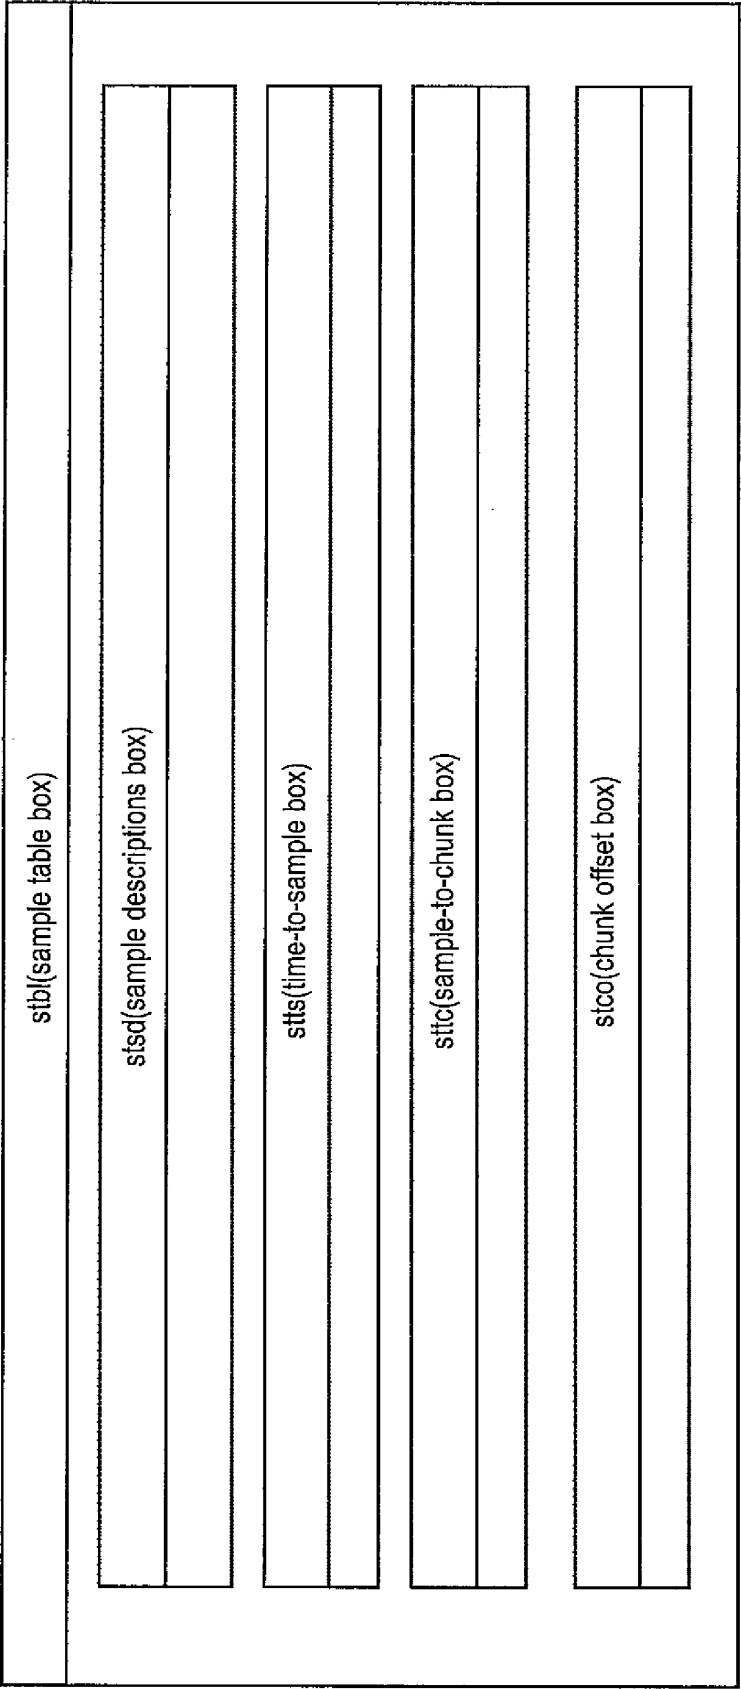 stbl(sample table box)
stsd(sample descriptions box)
stts(time-to-sample box)
sttc(sample-to-chunk box)
stco(chunk offset box)